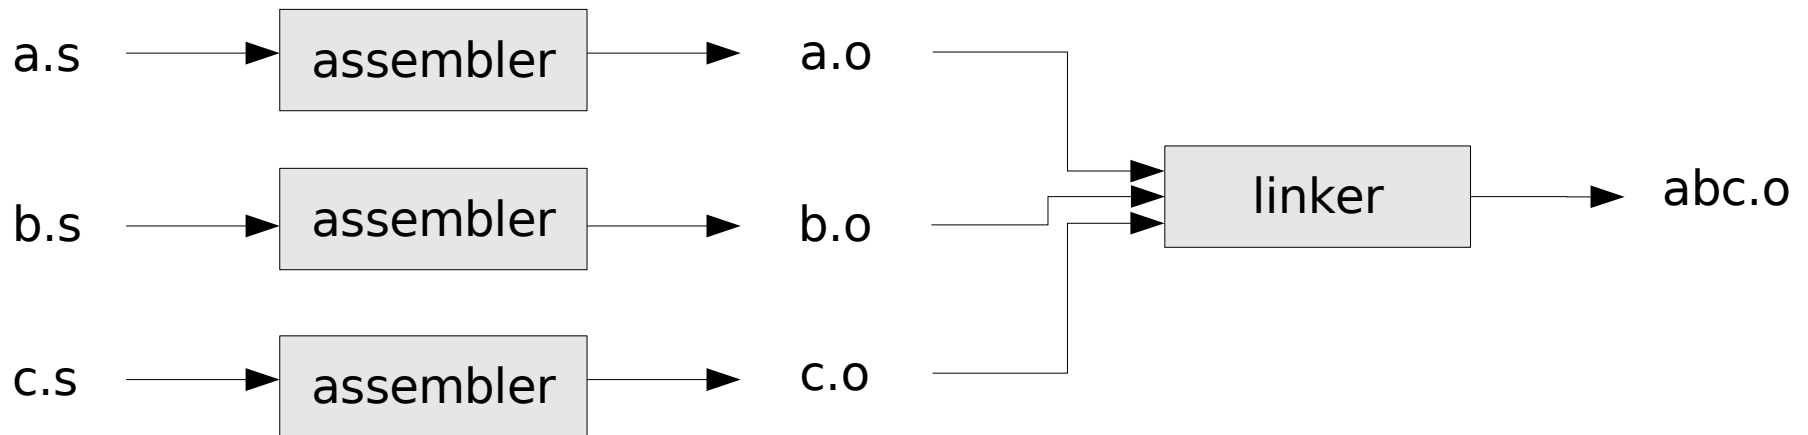 a.s
assembler
a.o
b.s
assembler
b.o
linker
abc.o
c.s
assembler
c.o